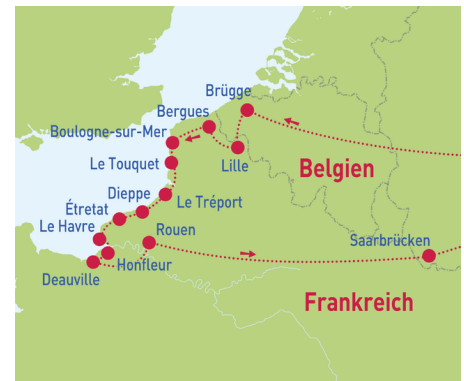 Brügge
Bergues
Boulogne-sur-Mer
Lille
Belgien
Le Touquet
Dieppe
Le Tréport
Étretat
Le Havre
Rouen
Saarbrücken
Honfleur
Deauville
Frankreich